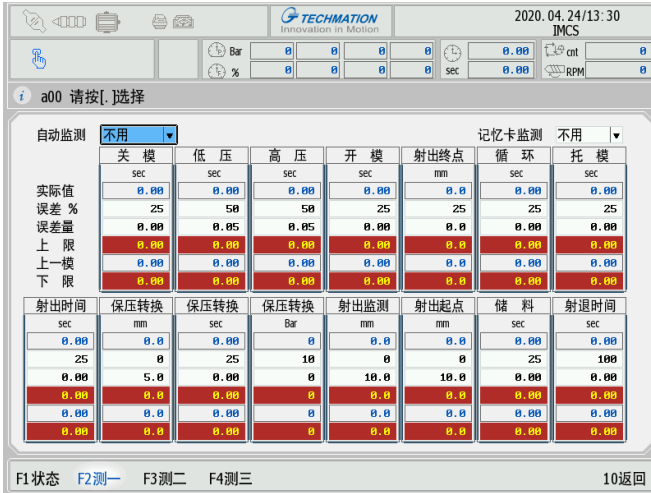 TECHMATION
Innovation in Motion
2020.04.24/13:30
IMCS
Bar 0 0 0 0 0.00 cnt 0
% 0 0 0 0 sec 0.00 RPM 0
i a00 请按[. ]选择
自动监测 不用 记忆卡监测 不用
关 模 低 压 高 压 开 模 射出终点 循 环 托 模
sec sec sec sec mm sec sec
实际值 0.00 0.00 0.00 0.00 0.0 0.00 0.00
误差 % 25 50 50 25 25 25 25
误差量 0.00 0.05 0.05 0.00 0.0 0.00 0.00
上 限 0.00 0.00 0.00 0.00 0.0 0.00 0.00
上一模 0.00 0.00 0.00 0.00 0.0 0.00 0.00
下 限 0.00 0.00 0.00 0.00 0.0 0.00 0.00
射出时间 保压转换 保压转换 保压转换 射出监测 射出起点 储 料 射退时间
sec mm sec Bar mm mm sec sec
0.00 0.0 0.00 0 0.0 0.0 0.00 0.00
25 0 25 10 0 0 25 100
0.00 5.0 0.00 0 10.0 10.0 0.00 0.00
0.00 0.0 0.00 0 0.0 0.0 0.00 0.00
0.00 0.0 0.00 0 0.0 0.0 0.00 0.00
0.00 0.0 0.00 0 0.0 0.0 0.00 0.00
F1状态 F2测一 F3测二 F4测三 10返回